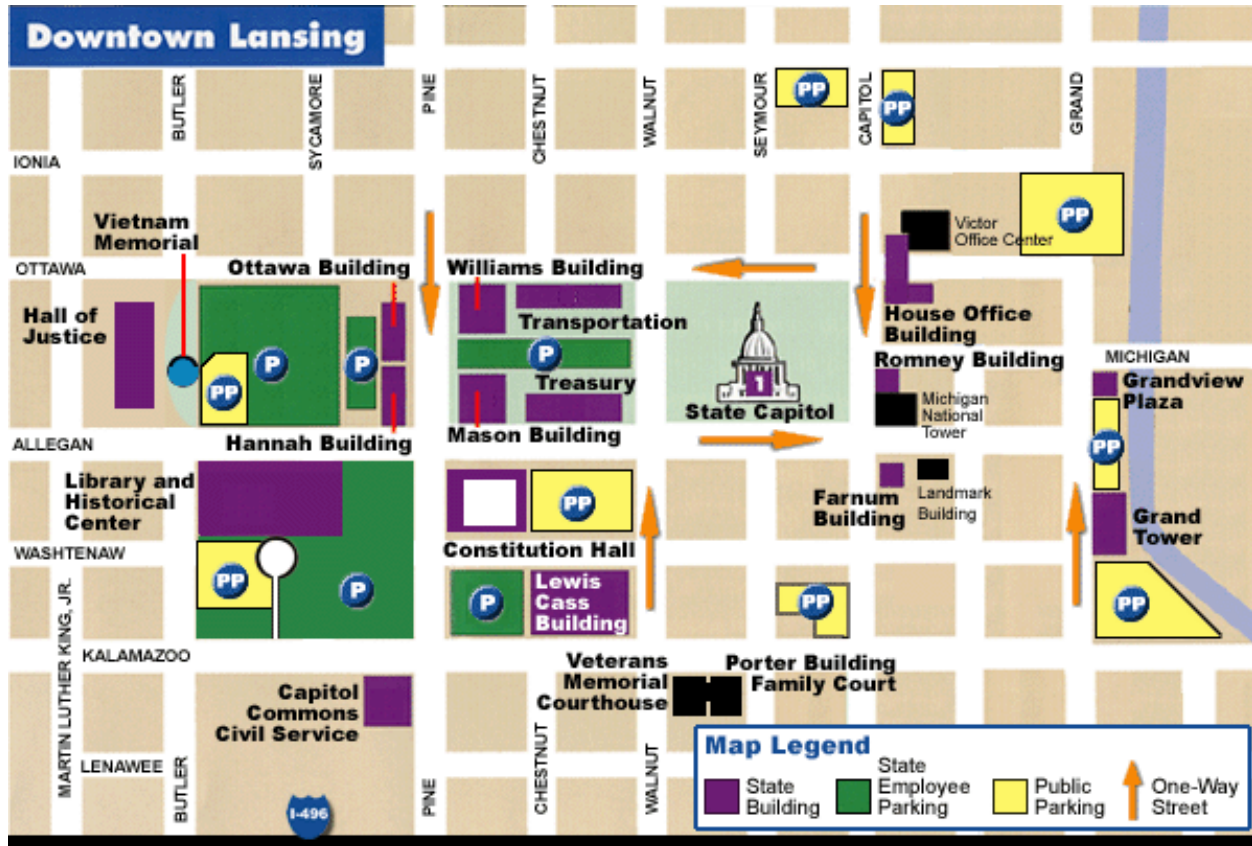 Downtown Lansing
BUTLER
SYCAMORE
PINE
CHESTNUT
WALNUT
SEYMOUR
PP
CAPITOL
PP
GRAND
IONIA
Vietnam
Memorial
PP
Victor
Office Center
OTTAWA
Ottawa Building
Williams Building
Hall of
Justice
Transportation
House Office
Building
P
P
P
PP
Treasury
1
State Capitol
Romney Building
MICHIGAN
Grandview
Plaza
Michigan
National
Tower
ALLEGAN
Hannah Building
Mason Building
PP
Library and
Historical
Center
PP
Farnum
Building
Landmark
Building
Grand
Tower
WASHTENAW
Constitution Hall
PP
P
P
Lewis
Cass
Building
PP
PP
MARTIN LUTHER KING, JR.
KALAMAZOO
Veterans
Memorial
Courthouse
Porter Building
Family Court
Capitol
Commons
Civil Service
LENAWEE
BUTLER
I-496
PINE
CHESTNUT
WALNUT
Map Legend
State
Building
State
Employee
Parking
Public
Parking
One-Way
Street